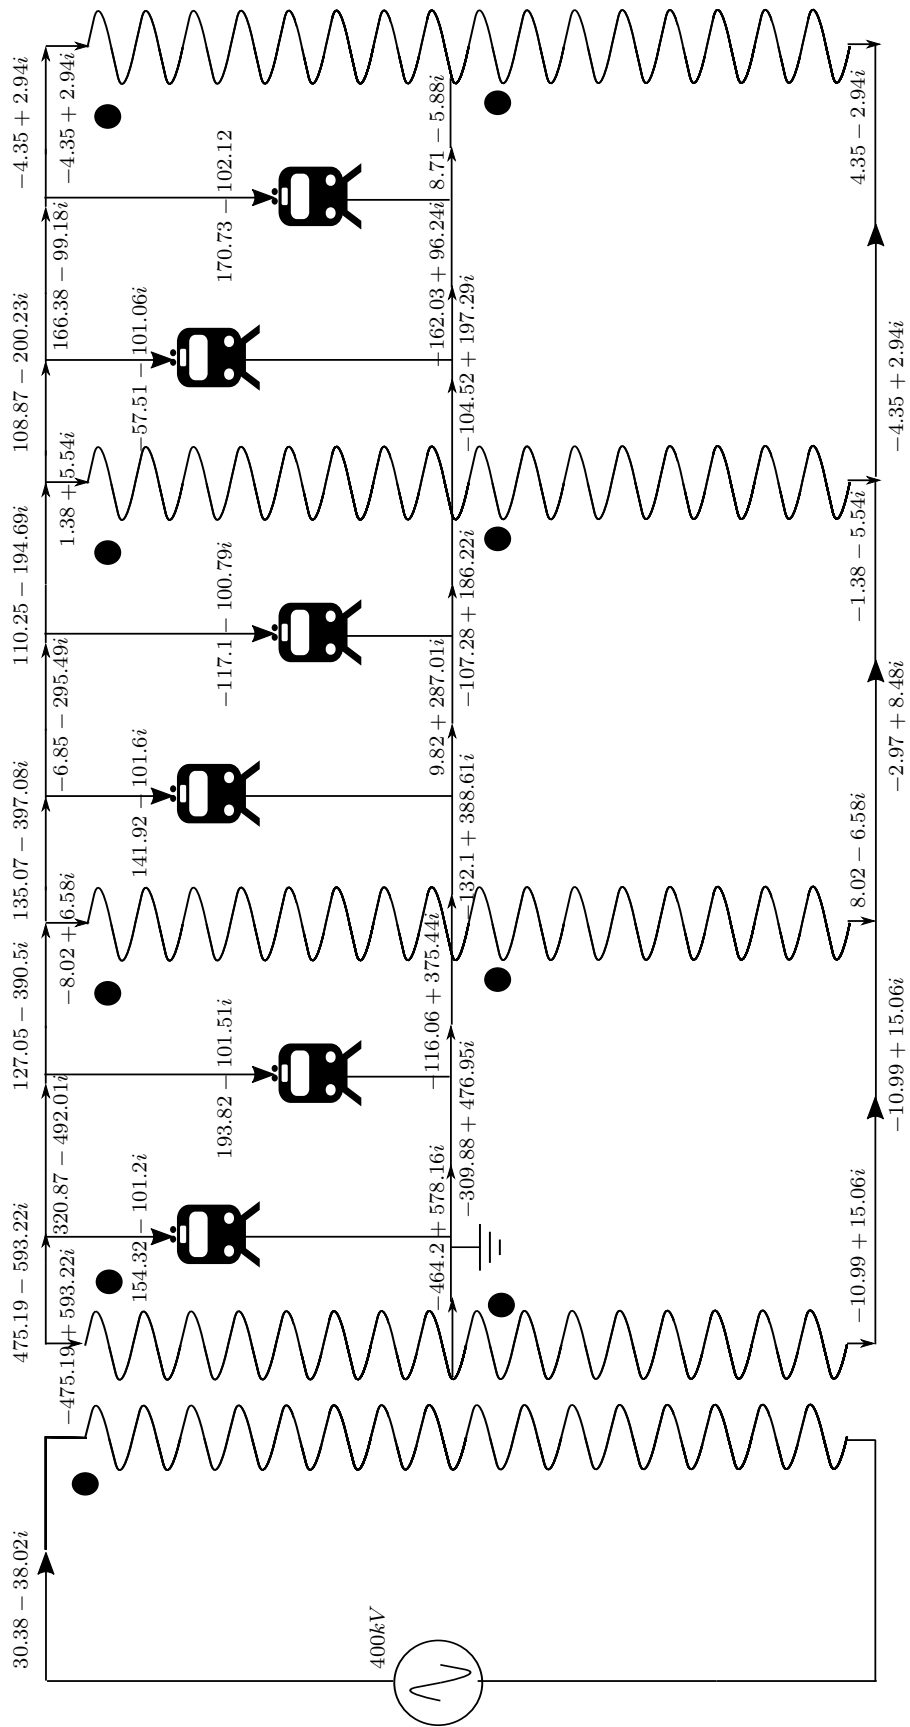 30.38 − 38.02i
400kV
475.19 − 593.22i
−475.19 + 593.22i
320.87 − 492.01i
154.32 − 101.2i
193.82 − 101.51i
−464.2 + 578.16i
−309.88 + 476.95i
−116.06 + 375.44i
−10.99 + 15.06i
−10.99 + 15.06i
127.05 − 390.5i
−8.02 + 6.58i
135.07 − 397.08i
−6.85 − 295.49i
141.92 − 101.6i
−117.1 − 100.79i
−132.1 + 388.61i
9.82 + 287.01i
−107.28 + 186.22i
8.02 − 6.58i
−2.97 + 8.48i
110.25 − 194.69i
1.38 + 5.54i
108.87 − 200.23i
166.38 − 99.18i
−57.51 − 101.06i
170.73 − 102.12
−104.52 + 197.29i
−162.03 + 96.24i
8.71 − 5.88i
−1.38 − 5.54i
−4.35 + 2.94i
−4.35 + 2.94i
−4.35 + 2.94i
4.35 − 2.94i